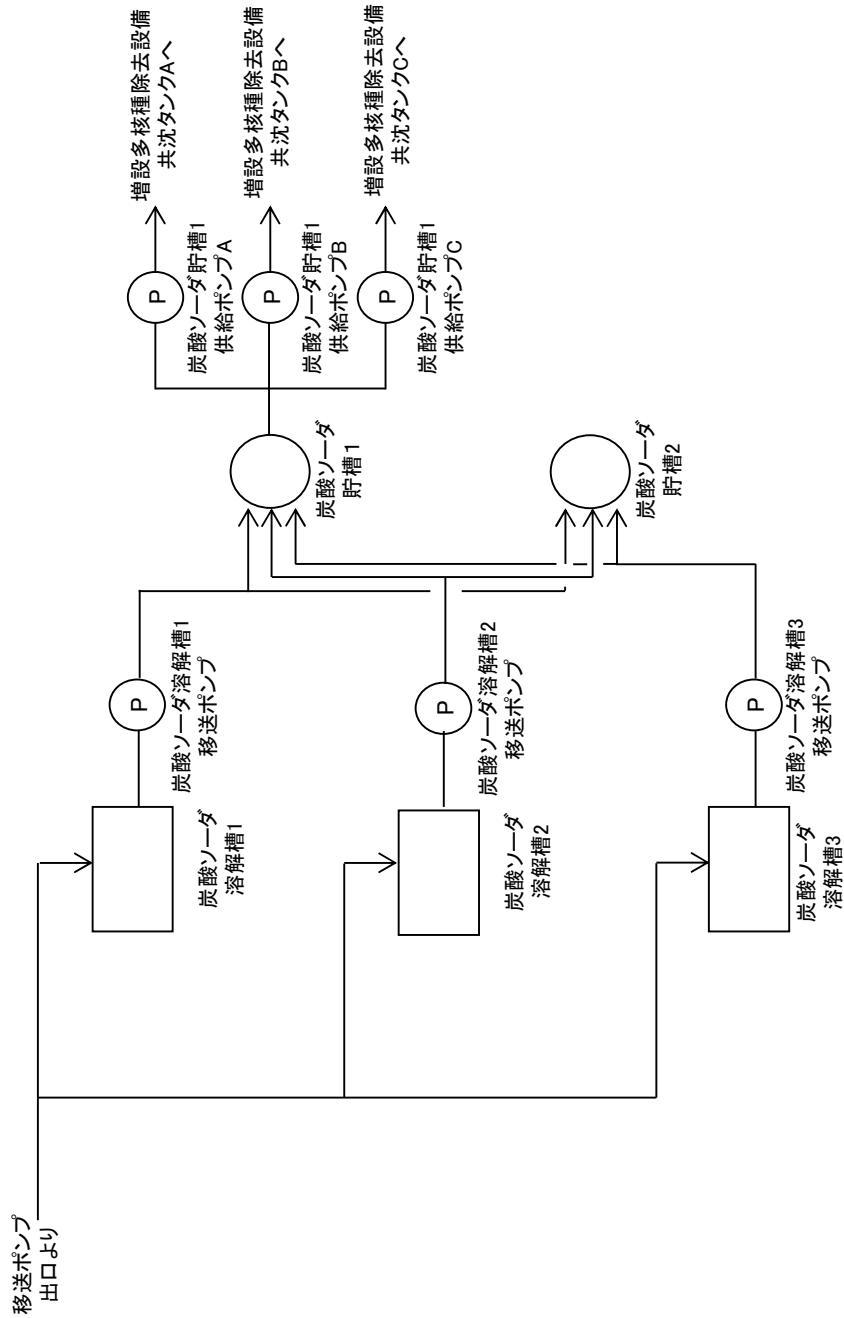 移送ポンプ
出口より
炭酸ソーダ
溶解槽1
炭酸ソーダ
溶解槽2
炭酸ソーダ
溶解槽3
P
炭酸ソーダ溶解槽1
移送ポンプ
P
炭酸ソーダ溶解槽2
移送ポンプ
P
炭酸ソーダ溶解槽3
移送ポンプ
炭酸ソーダ
貯槽1
炭酸ソーダ
貯槽2
P
炭酸ソーダ貯槽1
供給ポンプA
P
炭酸ソーダ貯槽1
供給ポンプB
P
炭酸ソーダ貯槽1
供給ポンプC
増設多核種除去設備
共沈タンクAへ
増設多核種除去設備
共沈タンクBへ
増設多核種除去設備
共沈タンクCへ